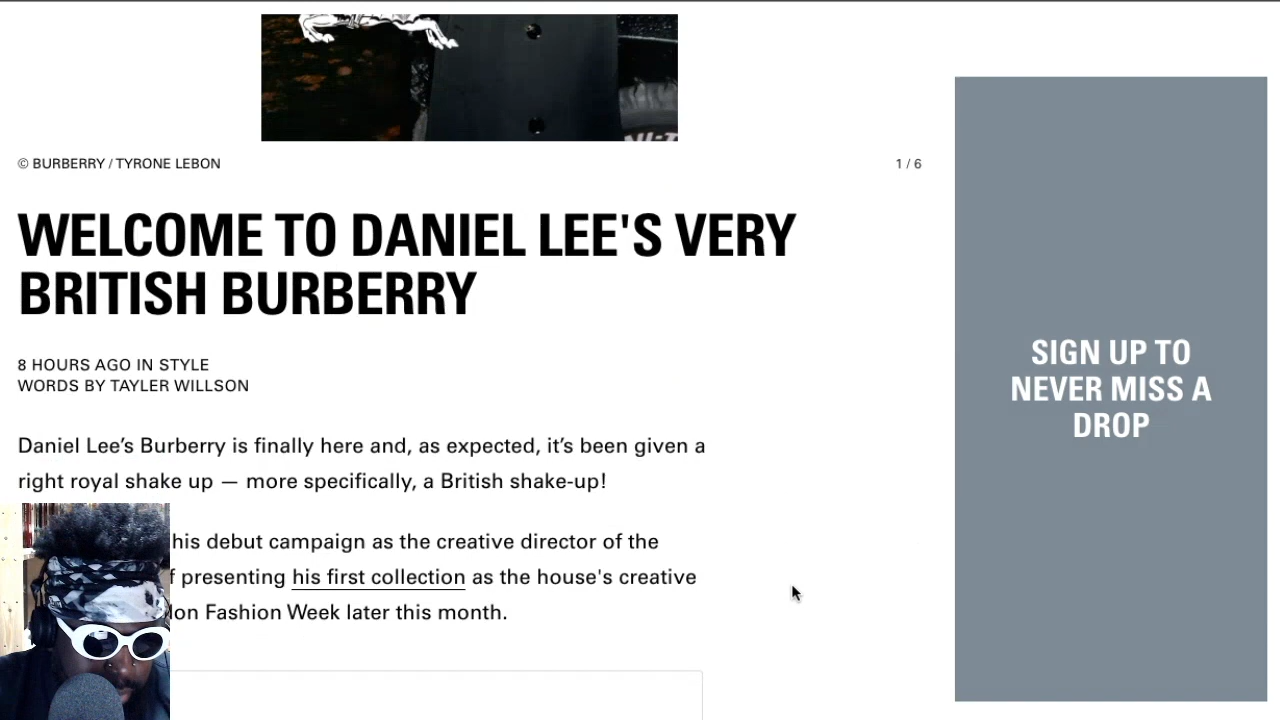 © BURBERRY / TYRONE LEBON
1 / 6
WELCOME TO DANIEL LEE'S VERY
BRITISH BURBERRY
8 HOURS AGO IN STYLE
WORDS BY TAYLER WILLSON
Daniel Lee’s Burberry is finally here and, as expected, it’s been given a
right royal shake up — more specifically, a British shake-up!
his debut campaign as the creative director of the
presenting his first collection as the house's creative
Fashion Week later this month.
SIGN UP TO
NEVER MISS A
DROP